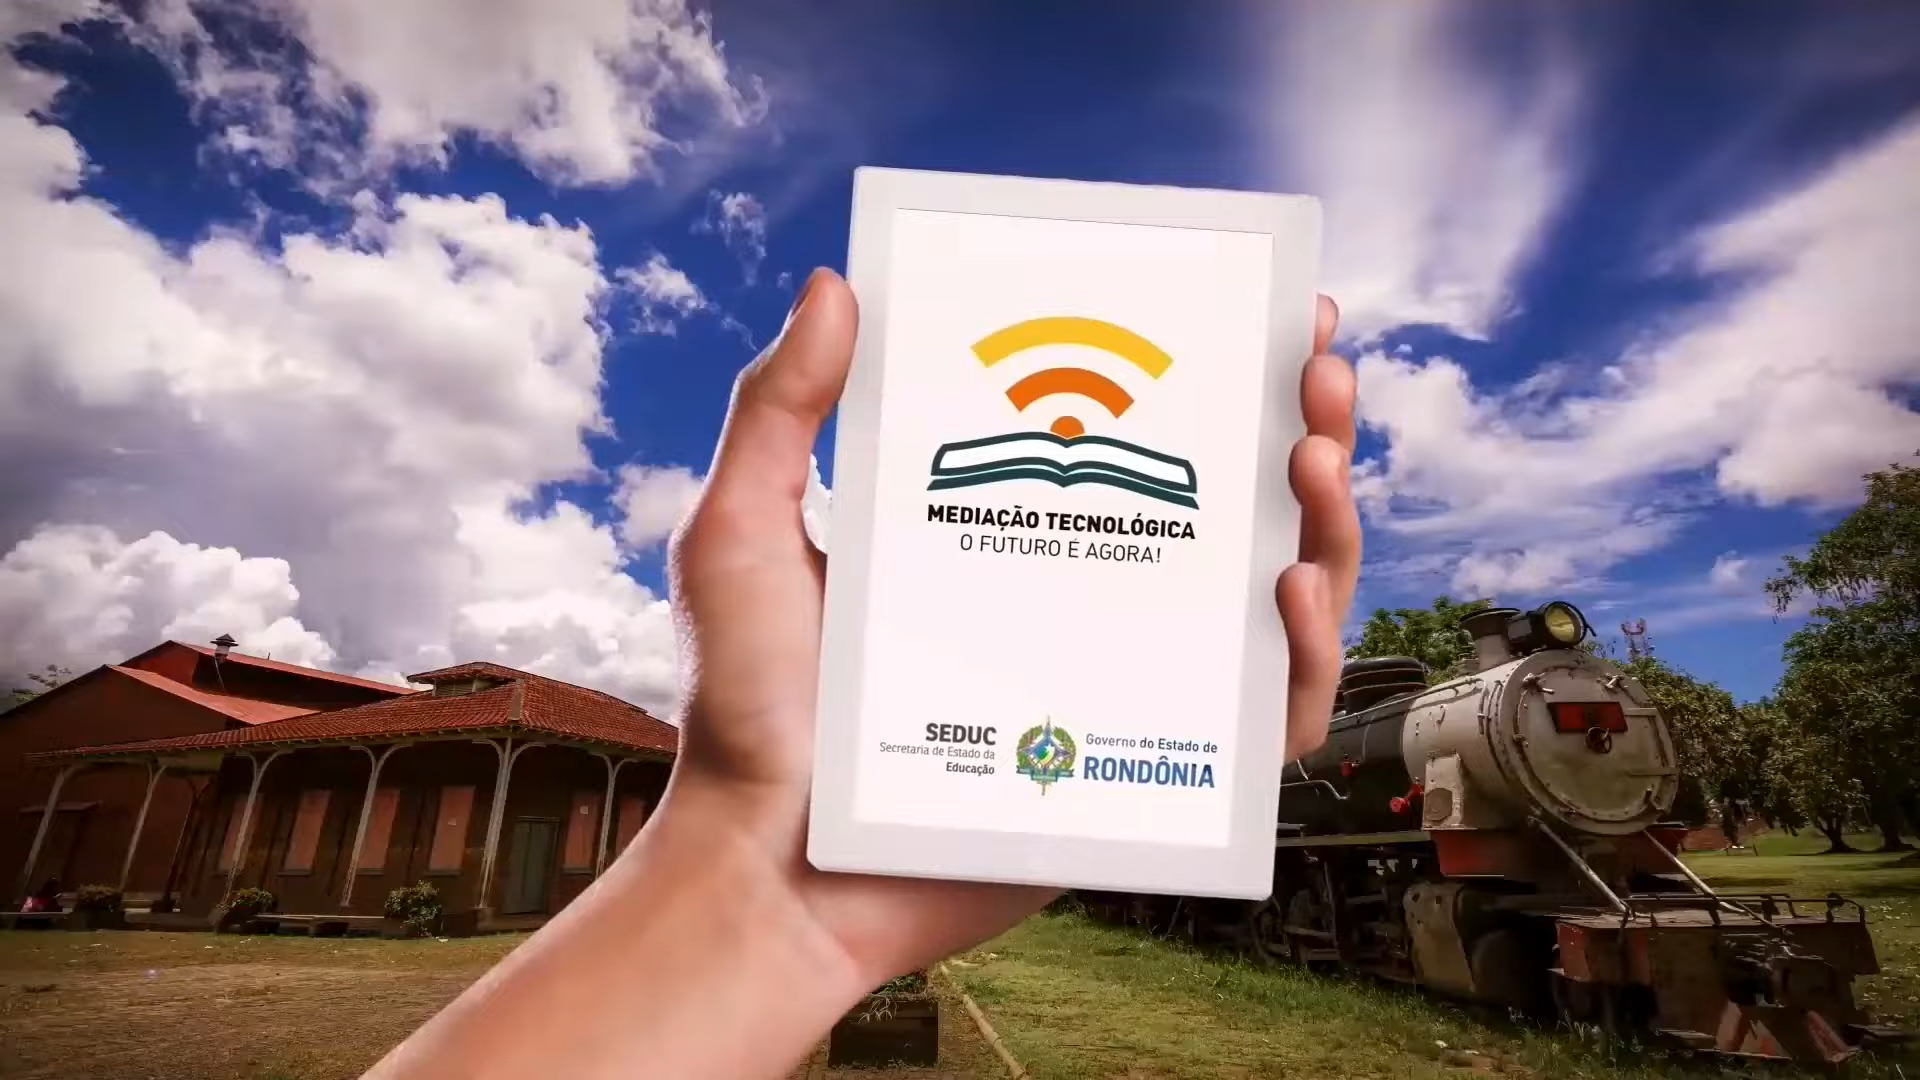 MEDIAÇÃO TECNOLÓGICA
O FUTURO É AGORA!
SEDUC
Secretaria de Estado da
Educação
Governo do Estado de
RONDÔNIA